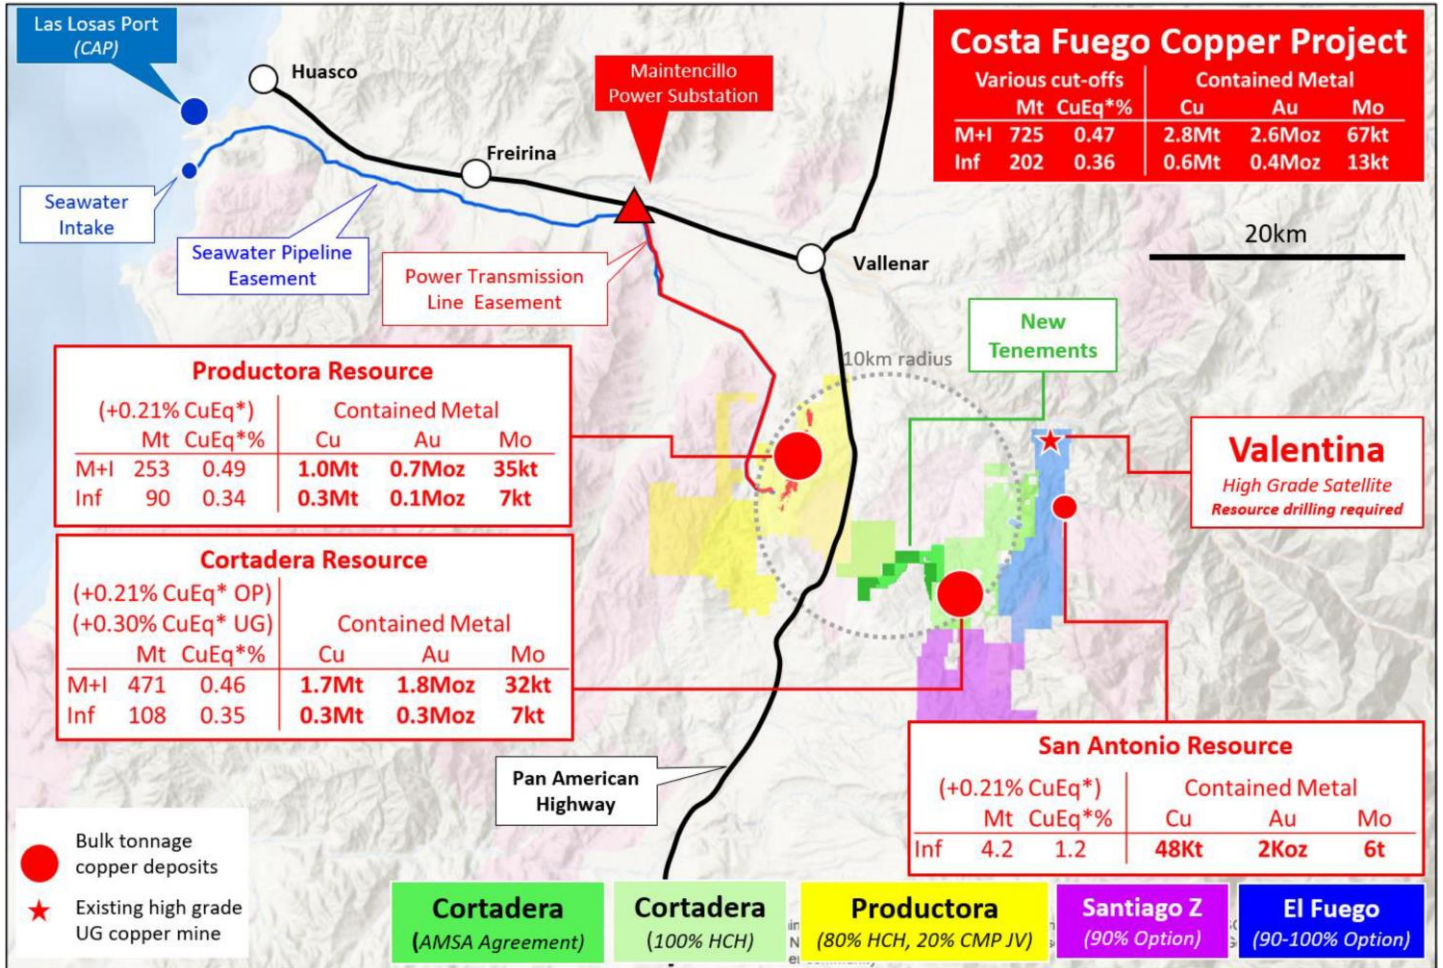 Las Losas Port
(CAP)
Huasco
Maintencillo
Power Substation
Costa Fuego Copper Project
Various cut-offs Contained Metal
Mt CuEq*% Cu Au Mo
M+I 725 0.47 2.8Mt 2.6Moz 67kt
Inf 202 0.36 0.6Mt 0.4Moz 13kt
Freirina
Seawater
Intake
Seawater Pipeline
Easement
Power Transmission
Line Easement
Vallenar
20km
New
Tenements
10km radius
Productora Resource
(+0.21% CuEq*) Contained Metal
Mt CuEq*% Cu Au Mo
M+I 253 0.49 1.0Mt 0.7Moz 35kt
Inf 90 0.34 0.3Mt 0.1Moz 7kt
Valentina
High Grade Satellite
Resource drilling required
Cortadera Resource
(+0.21% CuEq* OP)
(+0.30% CuEq* UG) Contained Metal
Mt CuEq*% Cu Au Mo
M+I 471 0.46 1.7Mt 1.8Moz 32kt
Inf 108 0.35 0.3Mt 0.3Moz 7kt
Pan American
Highway
San Antonio Resource
(+0.21% CuEq*) Contained Metal
Mt CuEq*% Cu Au Mo
Inf 4.2 1.2 48Kt 2Koz 6t
Bulk tonnage
copper deposits
Existing high grade
UG copper mine
Cortadera
(AMSA Agreement)
Cortadera
(100% HCH)
Productora
(80% HCH, 20% CMP JV)
Santiago Z
(90% Option)
El Fuego
(90-100% Option)